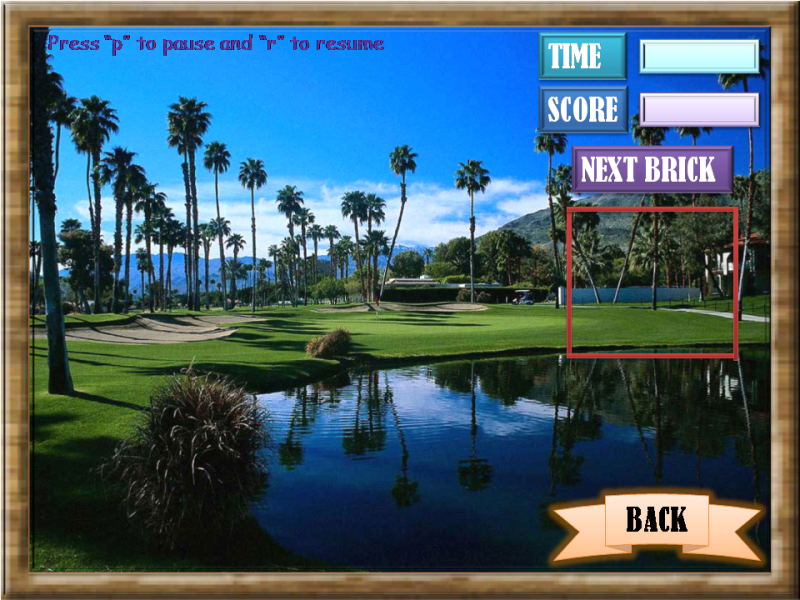 Press "p" to pause and "r" to resume
TIME
SCORE
NEXT BRICK
BACK